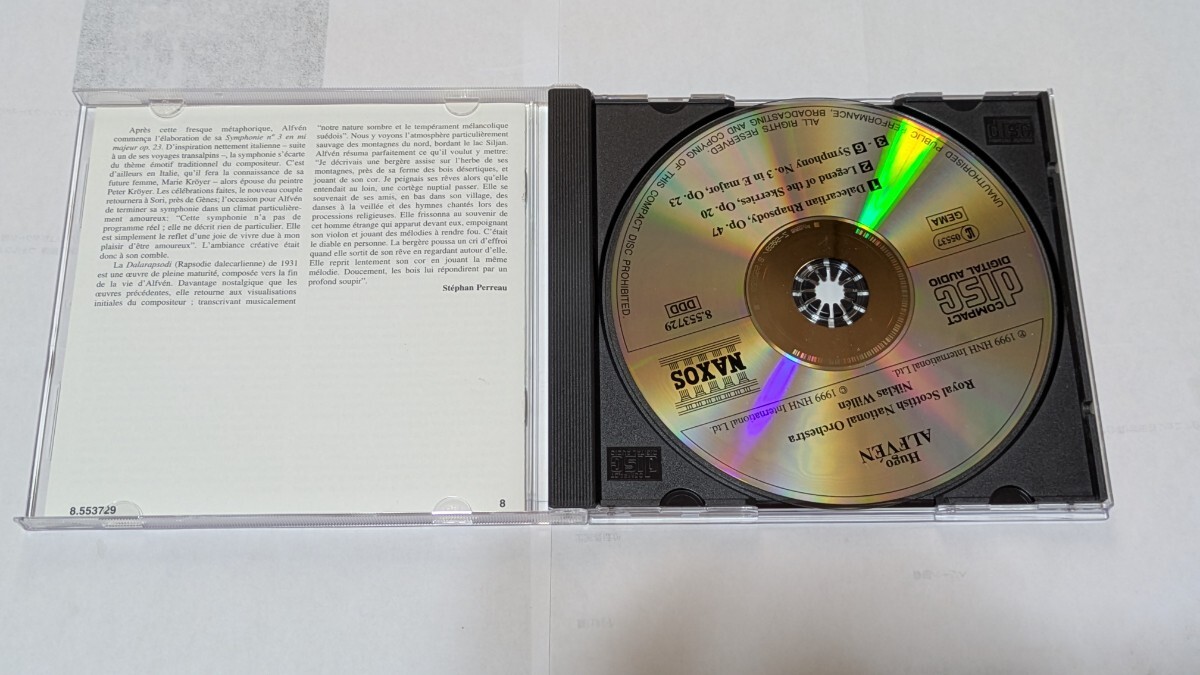 Après cette fresque métaphorique, Alfvén
commença l'élaboration de sa Symphonie n° 3 en mi
majeur op. 23. D'inspiration nettement italienne – suite
à un de ses voyages transalpins –, la symphonie s'écarte
du thème émotif traditionnel du compositeur. C'est
d'ailleurs en Italie, qu'il fera la connaissance de sa
future femme, Marie Kröyer – alors épouse du peintre
Peter Kröyer. Les célébrations faites, le nouveau couple
retournera à Sori, près de Gènes; l'occasion pour Alfvén
de terminer sa symphonie dans un climat particulière-
ment amoureux: "Cette symphonie n'a pas de
programme réel ; elle ne décrit rien de particulier. Elle
est simplement le reflet d'une joie de vivre due à mon
plaisir d'être amoureux". L'ambiance créative était
donc à son comble.
La Dalarapsodi (Rapsodie dalecarlienne) de 1931
est une œuvre de pleine maturité, composée vers la fin
de la vie d'Alfvén. Davantage nostalgique que les
œuvres précédentes, elle retourne aux visualisations
initiales du compositeur ; transcrivant musicalement
"notre nature sombre et le tempérament mélancolique
suédois". Nous y voyons l'atmosphère particulièrement
sauvage des montagnes du nord, bordant le lac Siljan.
Alfvén résuma parfaitement ce qu'il voulut y mettre:
"Je décrivais une bergère assise sur l'herbe de ses
montagnes, près de sa ferme des bois désertiques, et
jouant de son cor. Je peignais ses rêves alors qu'elle
entendait au loin, une cortège nuptial passer. Elle se
souvenait de ses amis, en bas dans son village, des
danses à la veillée et des hymnes chantés lors des
processions religieuses. Elle frissonna au souvenir de
cet homme étrange qui apparut devant eux, empoignant
son violon et jouant des mélodies à rendre fou. C'était
le diable en personne. La bergère poussa un cri d'effroi
quand elle sortit de son rêve en regardant autour d'elle.
Elle reprit lentement son cor en jouant la même
mélodie. Doucement, les bois lui répondirent par un
profond soupir".
Stéphan Perreau
8.553729
8
Hugo
ALFVÉN
Royal Scottish National Orchestra
Niklas Willén
℗ 1999 HNH International Ltd.
© 1999 HNH International Ltd.
NAXOS
COMPACT
disc
DIGITAL AUDIO
8.553729
DDD
GEMA
1 Dalecarlian Rhapsody, Op. 47
2 Legend of the Skerries, Op. 20
3 - 6 Symphony No. 3 in E major, Op. 23
ALL RIGHTS RESERVED
UNAUTHORISED PUBLIC PERFORMANCE, BROADCASTING AND COPYING OF THIS COMPACT DISC PROHIBITED.